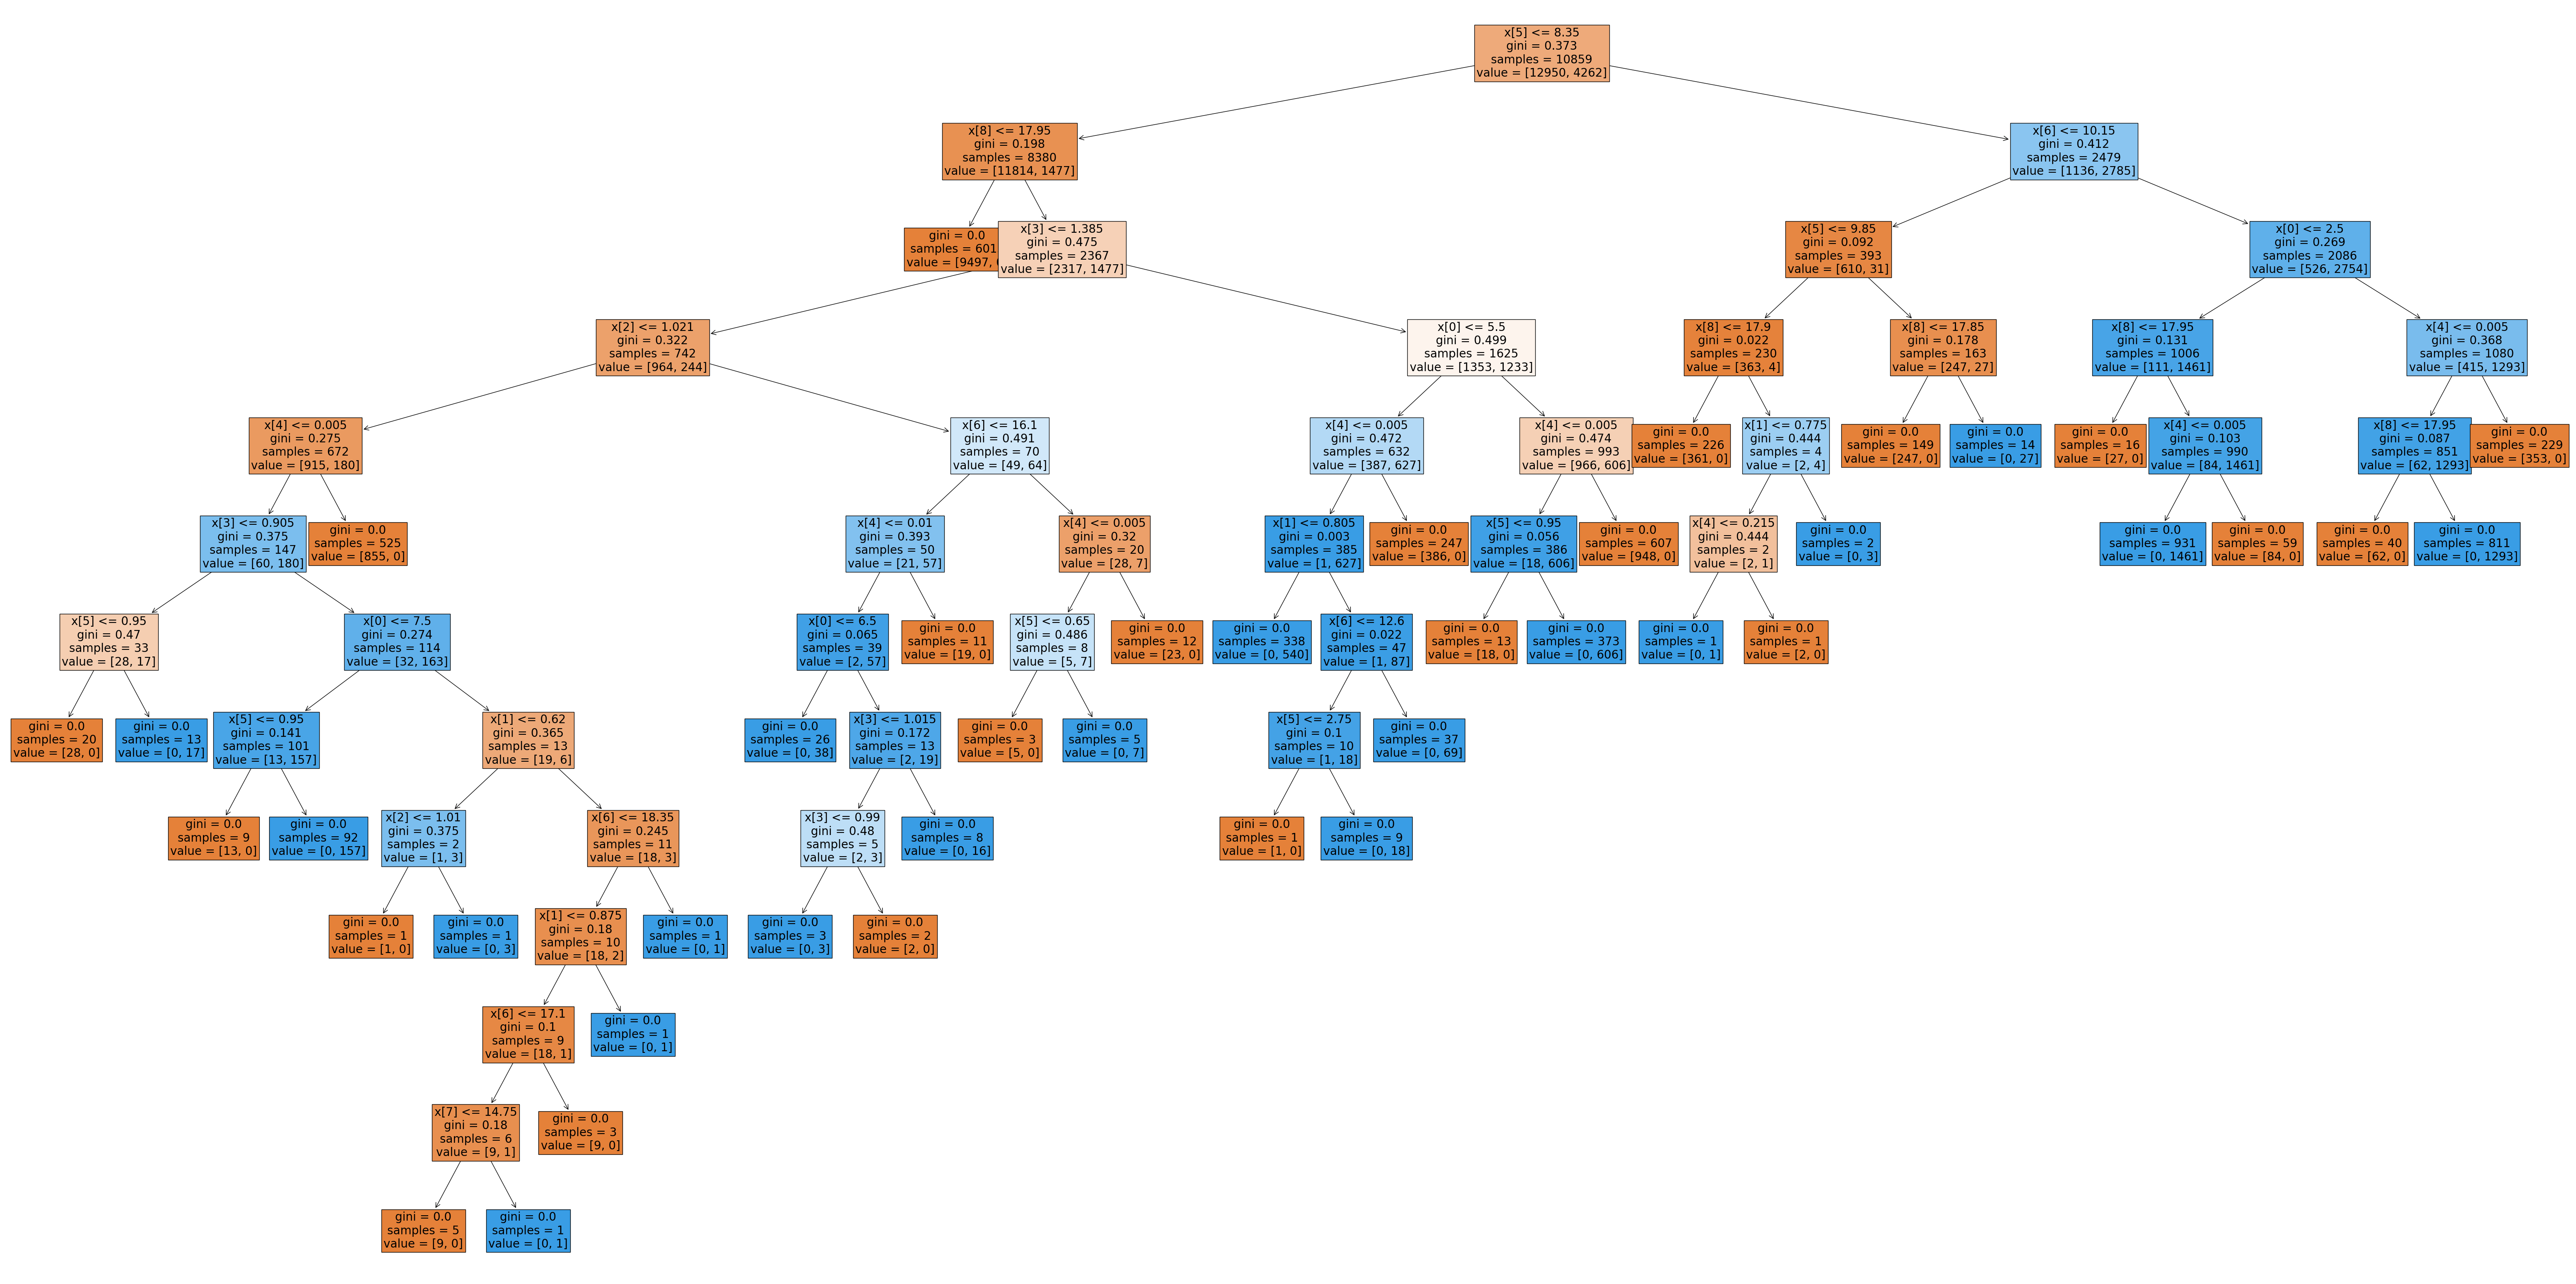 x[5] <= 8.35
gini = 0.373
samples = 10859
value = [12950, 4262]
x[8] <= 17.95
gini = 0.198
samples = 8380
value = [11814, 1477]
x[6] <= 10.15
gini = 0.412
samples = 2479
value = [1136, 2785]
gini = 0.0
samples = 601
value = [9497,
x[3] <= 1.385
gini = 0.475
samples = 2367
value = [2317, 1477]
x[5] <= 9.85
gini = 0.092
samples = 393
value = [610, 31]
x[0] <= 2.5
gini = 0.269
samples = 2086
value = [526, 2754]
x[2] <= 1.021
gini = 0.322
samples = 742
value = [964, 244]
x[0] <= 5.5
gini = 0.499
samples = 1625
value = [1353, 1233]
x[8] <= 17.9
gini = 0.022
samples = 230
value = [363, 4]
x[8] <= 17.85
gini = 0.178
samples = 163
value = [247, 27]
x[8] <= 17.95
gini = 0.131
samples = 1006
value = [111, 1461]
x[4] <= 0.005
gini = 0.368
samples = 1080
value = [415, 1293]
x[4] <= 0.005
gini = 0.275
samples = 672
value = [915, 180]
x[6] <= 16.1
gini = 0.491
samples = 70
value = [49, 64]
x[4] <= 0.005
gini = 0.472
samples = 632
value = [387, 627]
x[4] <= 0.005
gini = 0.474
samples = 993
value = [966, 606]
gini = 0.0
samples = 226
value = [361, 0]
x[1] <= 0.775
gini = 0.444
samples = 4
value = [2, 4]
gini = 0.0
samples = 149
value = [247, 0]
gini = 0.0
samples = 14
value = [0, 27]
gini = 0.0
samples = 16
value = [27, 0]
x[4] <= 0.005
gini = 0.103
samples = 990
value = [84, 1461]
x[8] <= 17.95
gini = 0.087
samples = 851
value = [62, 1293]
gini = 0.0
samples = 229
value = [353, 0]
x[3] <= 0.905
gini = 0.375
samples = 147
value = [60, 180]
gini = 0.0
samples = 525
value = [855, 0]
x[4] <= 0.01
gini = 0.393
samples = 50
value = [21, 57]
x[4] <= 0.005
gini = 0.32
samples = 20
value = [28, 7]
x[1] <= 0.805
gini = 0.003
samples = 385
value = [1, 627]
gini = 0.0
samples = 247
value = [386, 0]
x[5] <= 0.95
gini = 0.056
samples = 386
value = [18, 606]
gini = 0.0
samples = 607
value = [948, 0]
x[4] <= 0.215
gini = 0.444
samples = 2
value = [2, 1]
gini = 0.0
samples = 2
value = [0, 3]
gini = 0.0
samples = 931
value = [0, 1461]
gini = 0.0
samples = 59
value = [84, 0]
gini = 0.0
samples = 40
value = [62, 0]
gini = 0.0
samples = 811
value = [0, 1293]
x[5] <= 0.95
gini = 0.47
samples = 33
value = [28, 17]
x[0] <= 7.5
gini = 0.274
samples = 114
value = [32, 163]
x[0] <= 6.5
gini = 0.065
samples = 39
value = [2, 57]
gini = 0.0
samples = 11
value = [19, 0]
x[5] <= 0.65
gini = 0.486
samples = 8
value = [5, 7]
gini = 0.0
samples = 12
value = [23, 0]
gini = 0.0
samples = 338
value = [0, 540]
x[6] <= 12.6
gini = 0.022
samples = 47
value = [1, 87]
gini = 0.0
samples = 13
value = [18, 0]
gini = 0.0
samples = 373
value = [0, 606]
gini = 0.0
samples = 1
value = [0, 1]
gini = 0.0
samples = 1
value = [2, 0]
gini = 0.0
samples = 20
value = [28, 0]
gini = 0.0
samples = 13
value = [0, 17]
x[5] <= 0.95
gini = 0.141
samples = 101
value = [13, 157]
x[1] <= 0.62
gini = 0.365
samples = 13
value = [19, 6]
gini = 0.0
samples = 26
value = [0, 38]
x[3] <= 1.015
gini = 0.172
samples = 13
value = [2, 19]
gini = 0.0
samples = 3
value = [5, 0]
gini = 0.0
samples = 5
value = [0, 7]
x[5] <= 2.75
gini = 0.1
samples = 10
value = [1, 18]
gini = 0.0
samples = 37
value = [0, 69]
gini = 0.0
samples = 9
value = [13, 0]
gini = 0.0
samples = 92
value = [0, 157]
x[2] <= 1.01
gini = 0.375
samples = 2
value = [1, 3]
x[6] <= 18.35
gini = 0.245
samples = 11
value = [18, 3]
x[3] <= 0.99
gini = 0.48
samples = 5
value = [2, 3]
gini = 0.0
samples = 8
value = [0, 16]
gini = 0.0
samples = 1
value = [1, 0]
gini = 0.0
samples = 9
value = [0, 18]
gini = 0.0
samples = 1
value = [1, 0]
gini = 0.0
samples = 1
value = [0, 3]
x[1] <= 0.875
gini = 0.18
samples = 10
value = [18, 2]
gini = 0.0
samples = 1
value = [0, 1]
gini = 0.0
samples = 3
value = [0, 3]
gini = 0.0
samples = 2
value = [2, 0]
x[6] <= 17.1
gini = 0.1
samples = 9
value = [18, 1]
gini = 0.0
samples = 1
value = [0, 1]
x[7] <= 14.75
gini = 0.18
samples = 6
value = [9, 1]
gini = 0.0
samples = 3
value = [9, 0]
gini = 0.0
samples = 5
value = [9, 0]
gini = 0.0
samples = 1
value = [0, 1]